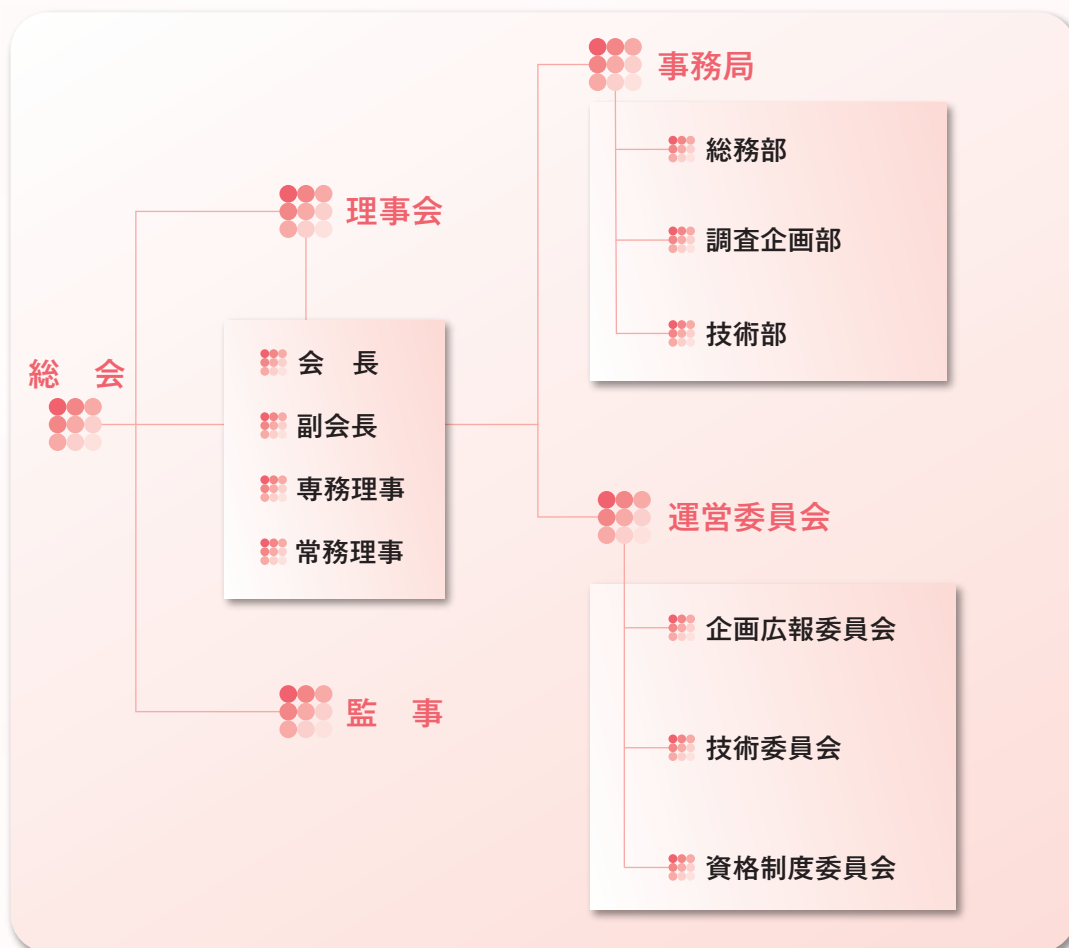 総　会
理事会
会　長
副会長
専務理事
常務理事
監　事
事務局
総務部
調査企画部
技術部
運営委員会
企画広報委員会
技術委員会
資格制度委員会